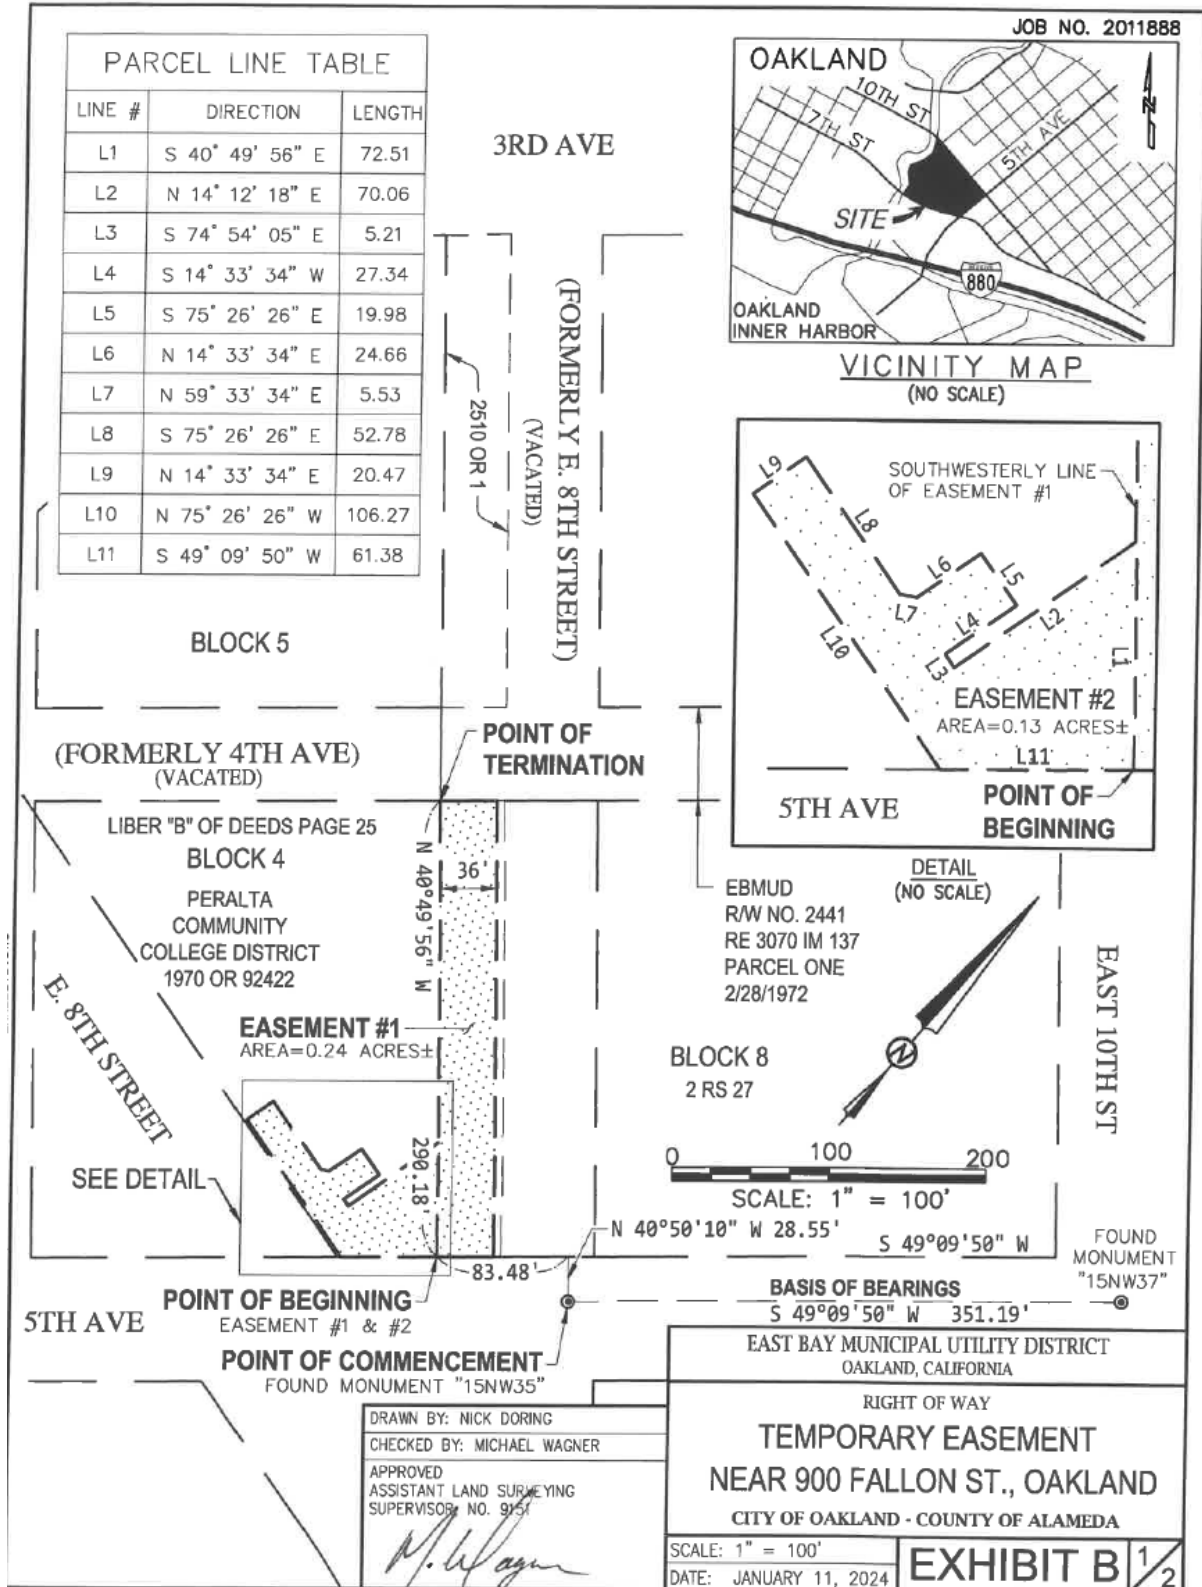 JOB NO. 2011888
PARCEL LINE TABLE
LINE # DIRECTION LENGTH
L1 S 40° 49' 56" E 72.51
L2 N 14° 12' 18" E 70.06
L3 S 74° 54' 05" E 5.21
L4 S 14° 33' 34" W 27.34
L5 S 75° 26' 26" E 19.98
L6 N 14° 33' 34" E 24.66
L7 N 59° 33' 34" E 5.53
L8 S 75° 26' 26" E 52.78
L9 N 14° 33' 34" E 20.47
L10 N 75° 26' 26" W 106.27
L11 S 49° 09' 50" W 61.38
3RD AVE
OAKLAND
10TH ST
7TH ST
5TH AVE
SITE
880
OAKLAND
INNER HARBOR
N
VICINITY MAP
(NO SCALE)
2510 OR 1
(VACATED)
(FORMERLY E. 8TH STREET)
BLOCK 5
SOUTHWESTERLY LINE
OF EASEMENT #1
L9
L8
L6
L5
L7
L4
L2
L3
L10
L1
EASEMENT #2
AREA=0.13 ACRES±
L11
5TH AVE
POINT OF
BEGINNING
DETAIL
(NO SCALE)
(FORMERLY 4TH AVE)
(VACATED)
POINT OF
TERMINATION
LIBER "B" OF DEEDS PAGE 25
BLOCK 4
PERALTA
COMMUNITY
COLLEGE DISTRICT
1970 OR 92422
N 40°49'56" W
36'
EBMUD
R/W NO. 2441
RE 3070 IM 137
PARCEL ONE
2/28/1972
E. 8TH STREET
EASEMENT #1
AREA=0.24 ACRES±
BLOCK 8
2 RS 27
N
EAST 10TH ST
290.18'
SEE DETAIL
0 100 200
SCALE: 1" = 100'
N 40°50'10" W 28.55'
S 49°09'50" W
FOUND
MONUMENT
"15NW37"
83.48'
BASIS OF BEARINGS
S 49°09'50" W 351.19'
5TH AVE
POINT OF BEGINNING
EASEMENT #1 & #2
POINT OF COMMENCEMENT
FOUND MONUMENT "15NW35"
EAST BAY MUNICIPAL UTILITY DISTRICT
OAKLAND, CALIFORNIA
RIGHT OF WAY
TEMPORARY EASEMENT
NEAR 900 FALLON ST., OAKLAND
CITY OF OAKLAND - COUNTY OF ALAMEDA
DRAWN BY: NICK DORING
CHECKED BY: MICHAEL WAGNER
APPROVED
ASSISTANT LAND SURVEYING
SUPERVISOR, NO. 9151
M. Wagner
SCALE: 1" = 100'
DATE: JANUARY 11, 2024
EXHIBIT B 1/2